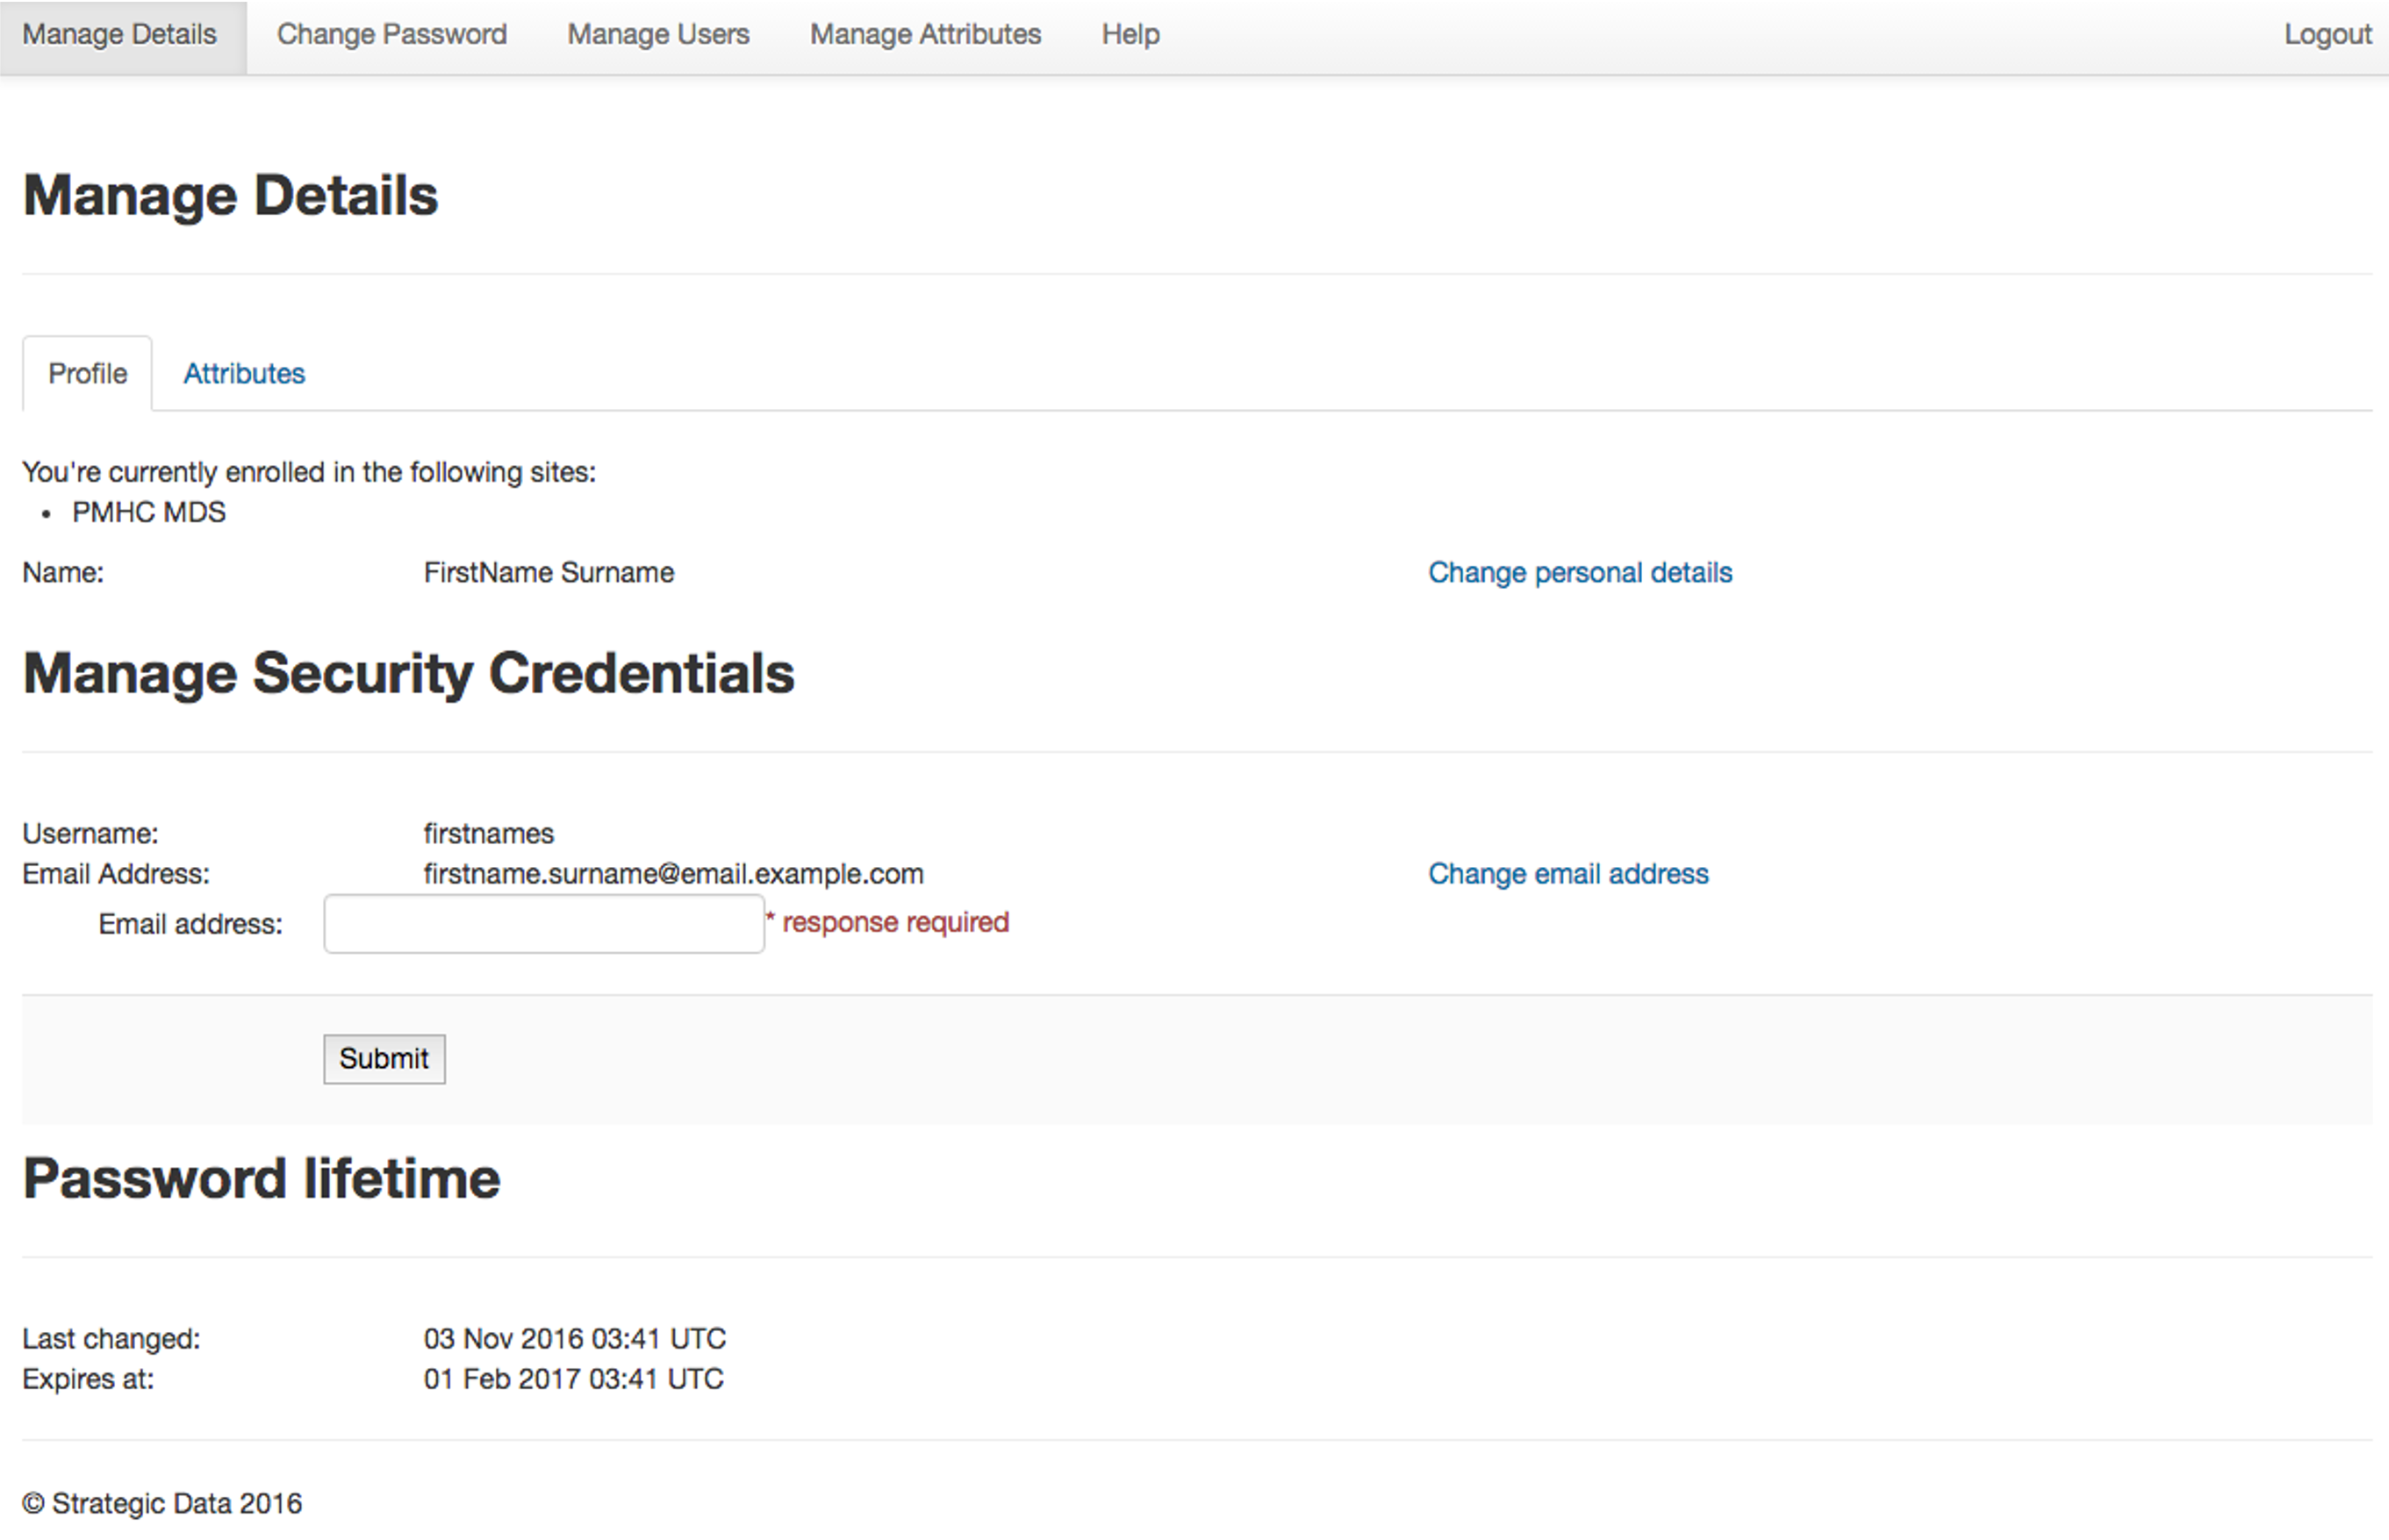 Manage Details Change Password Manage Users Manage Attributes Help Logout
Manage Details
Profile Attributes
You're currently enrolled in the following sites:
• PMHC MDS
Name: FirstName Surname Change personal details
Manage Security Credentials
Username: firstnames
Email Address: firstname.surname@email.example.com Change email address
Email address: * response required
Submit
Password lifetime
Last changed: 03 Nov 2016 03:41 UTC
Expires at: 01 Feb 2017 03:41 UTC
© Strategic Data 2016